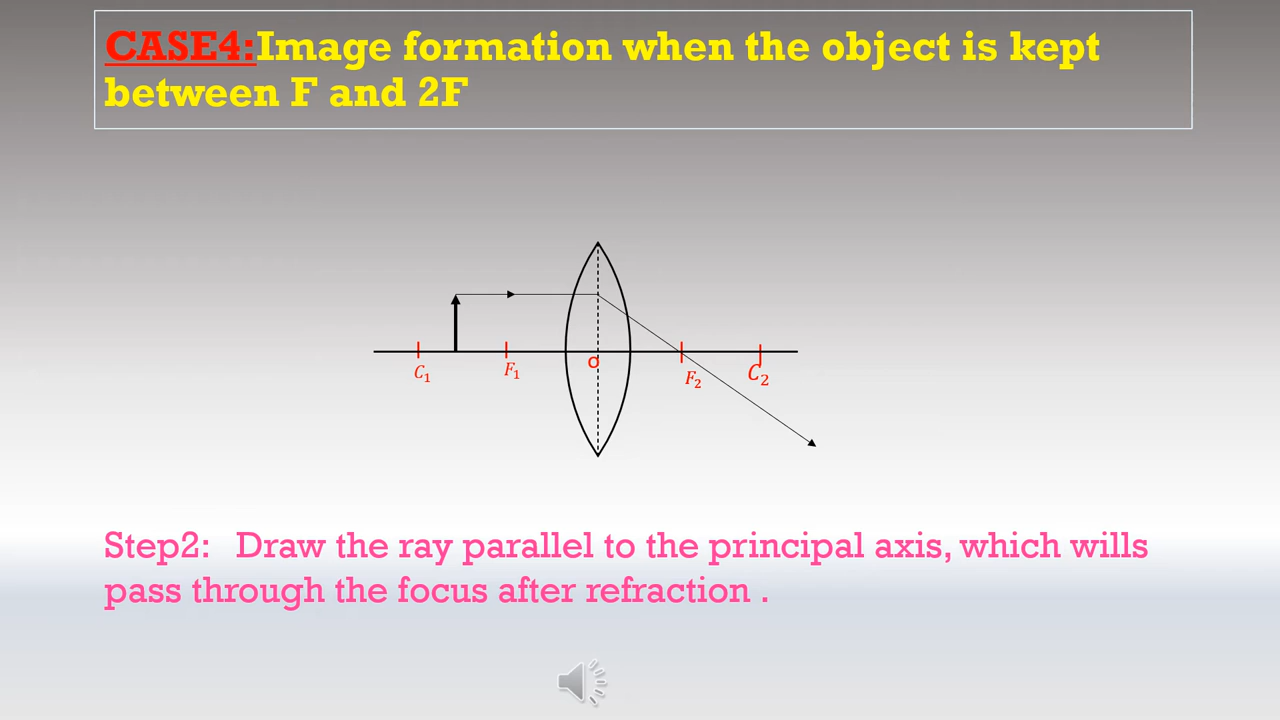 CASE4:Image formation when the object is kept
between F and 2F
C₁
F₁
O
F₂
C₂
Step2: Draw the ray parallel to the principal axis, which wills
pass through the focus after refraction .